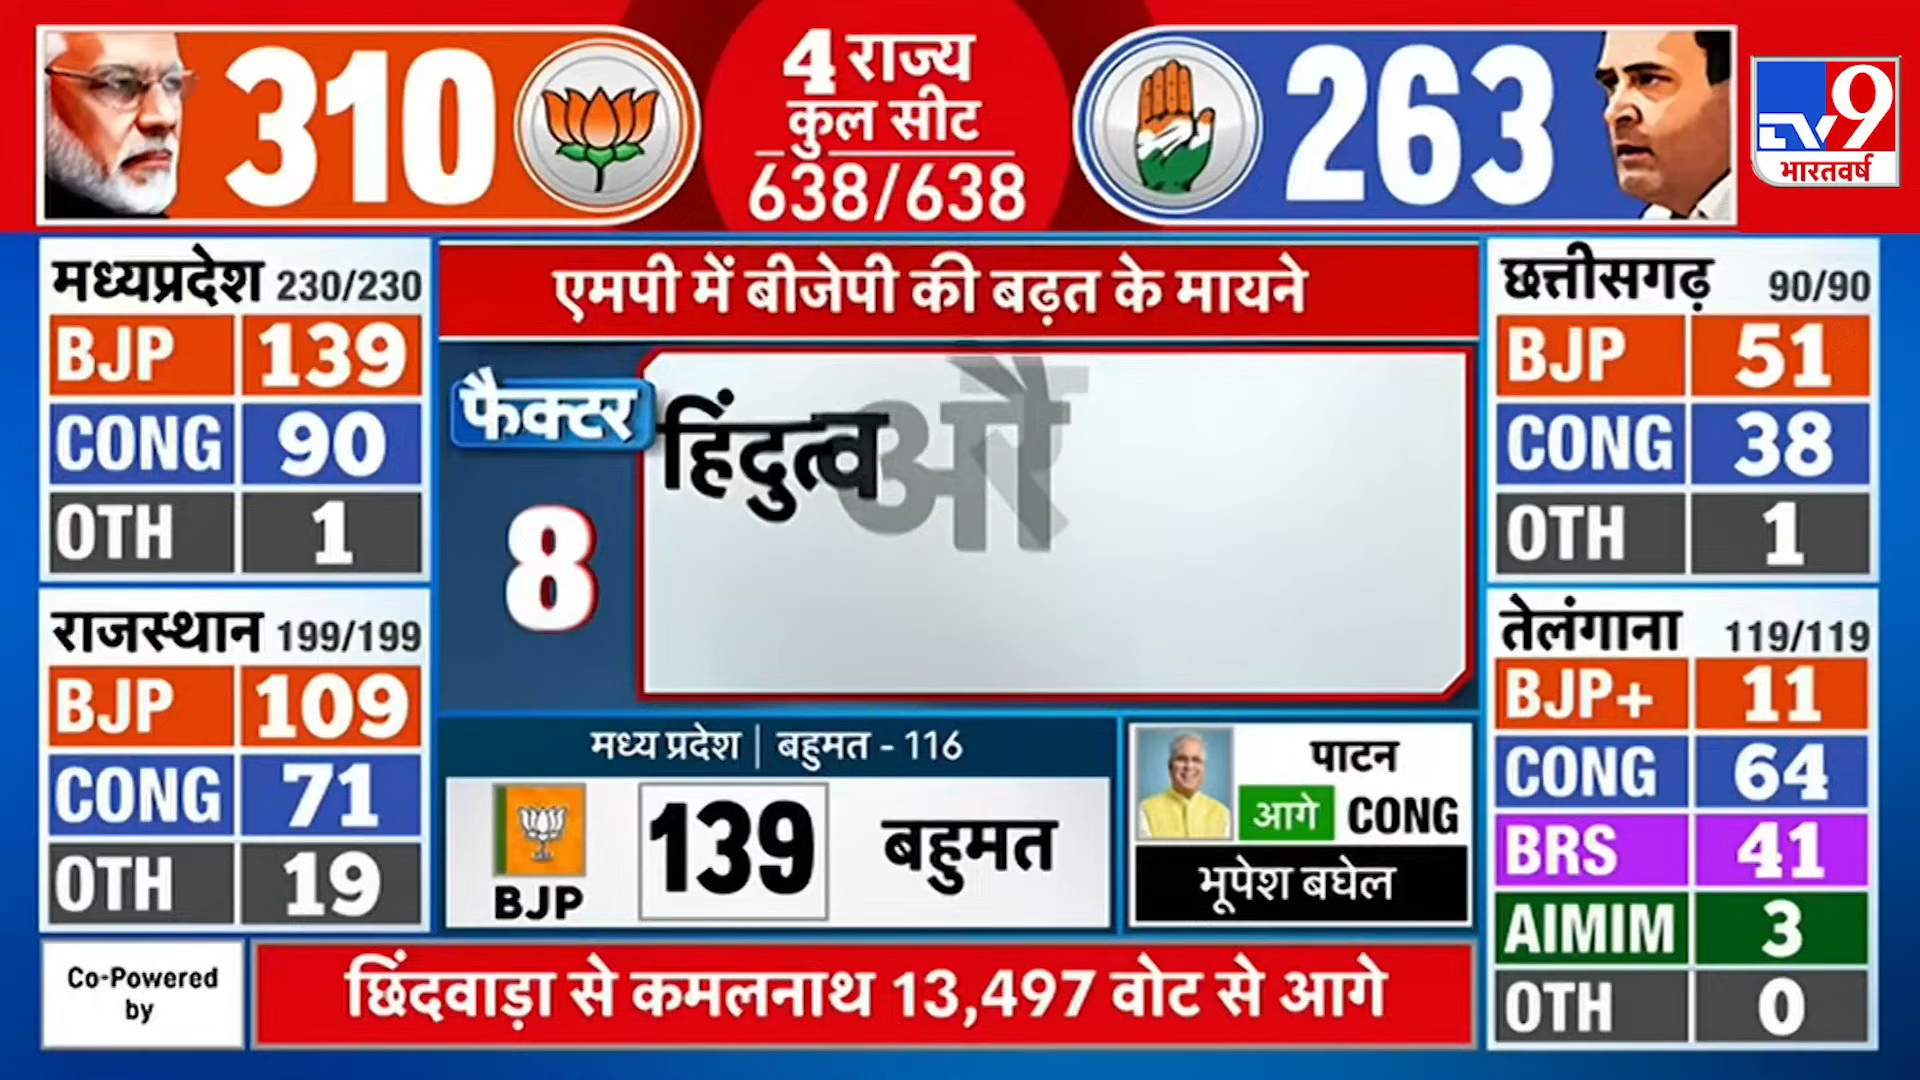 310
4 राज्य
कुल सीट
638/638
263
TV9
भारतवर्ष
मध्यप्रदेश 230/230
BJP 139
CONG 90
OTH 1
राजस्थान 199/199
BJP 109
CONG 71
OTH 19
एमपी में बीजेपी की बढ़त के मायने
फैक्टर
8
हिंदुत्व
मध्य प्रदेश | बहुमत - 116
BJP
139
बहुमत
पाटन
आगे CONG
भूपेश बघेल
छत्तीसगढ़ 90/90
BJP 51
CONG 38
OTH 1
तेलंगाना 119/119
BJP+ 11
CONG 64
BRS 41
AIMIM 3
OTH 0
Co-Powered
by
छिंदवाड़ा से कमलनाथ 13,497 वोट से आगे